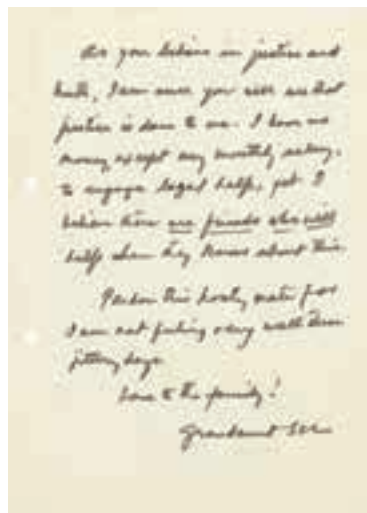 As you believe in justice and
truth, I am sure you will see that
justice is done to me. I have no
money except my monthly salary,
to engage legal help, yet I
believe there are friends who will
help when they know about this.
Pardon this hasty note for
I am not feeling very well these
jittery days.
Love to the family!